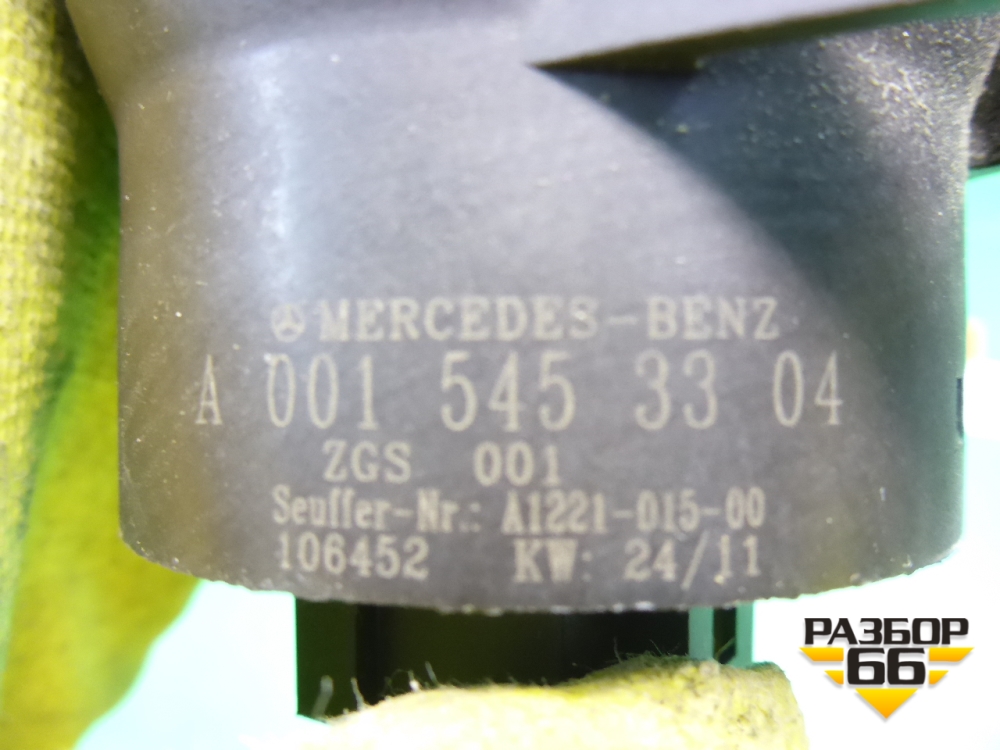 MERCEDES-BENZ
A 001 545 33 04
ZGS 001
Seuffer-Nr.: A1221-015-00
106452 KW: 24/11
РАЗБОР
66